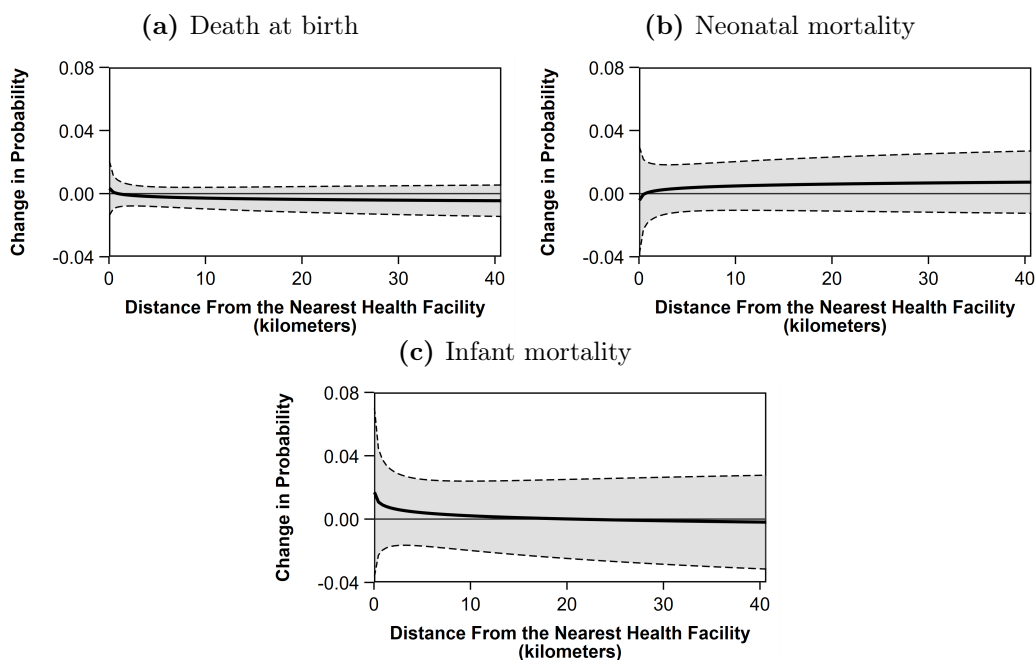 (a) Death at birth
Change in Probability
0.08
0.04
0.00
-0.04
0
10
20
30
40
Distance From the Nearest Health Facility
(kilometers)
(b) Neonatal mortality
Change in Probability
0.08
0.04
0.00
-0.04
0
10
20
30
40
Distance From the Nearest Health Facility
(kilometers)
(c) Infant mortality
Change in Probability
0.08
0.04
0.00
-0.04
0
10
20
30
40
Distance From the Nearest Health Facility
(kilometers)